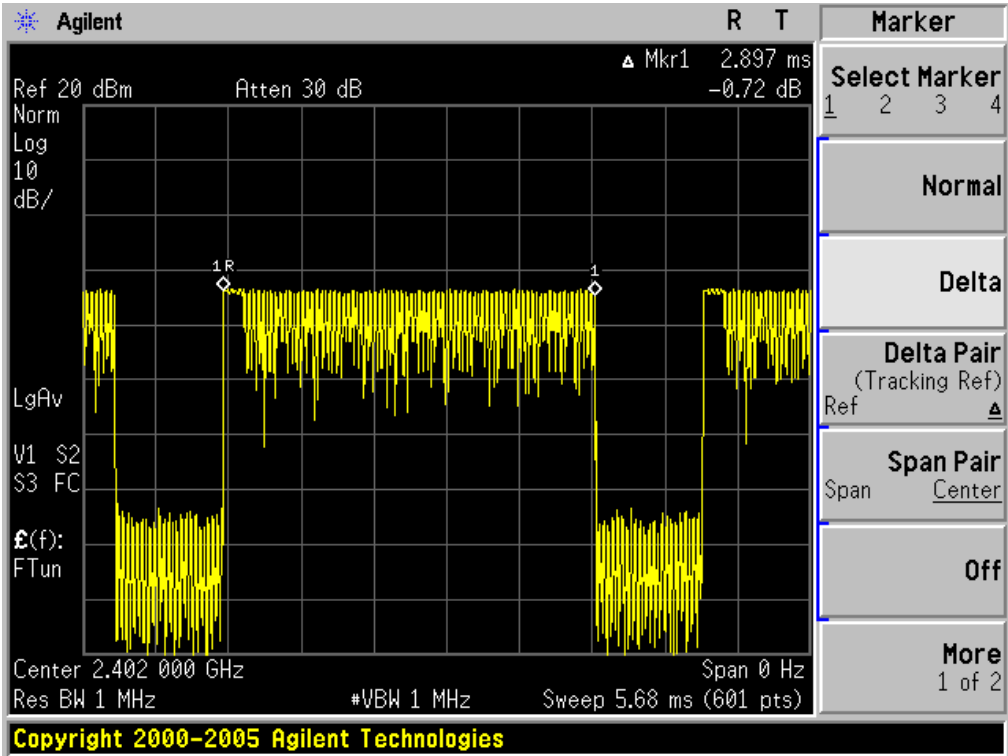 Agilent
R T
Marker
Δ Mkr1 2.897 ms
Ref 20 dBm Atten 30 dB -0.72 dB
Norm
Log
10
dB/
1R
1
LgAv
V1 S2
S3 FC
£(f):
FTun
Center 2.402 000 GHz Span 0 Hz
Res BW 1 MHz #VBW 1 MHz Sweep 5.68 ms (601 pts)
Copyright 2000-2005 Agilent Technologies
Select Marker
1 2 3 4
Normal
Delta
Delta Pair
(Tracking Ref)
Ref Δ
Span Pair
Span Center
Off
More
1 of 2